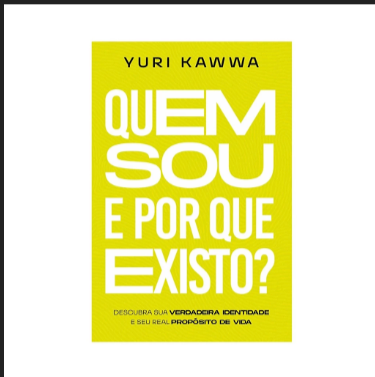 YURI KAWWA
QUEM
SOU
E POR QUE
EXISTO?
DESCUBRA SUA VERDADEIRA IDENTIDADE
E SEU REAL PROPÓSITO DE VIDA